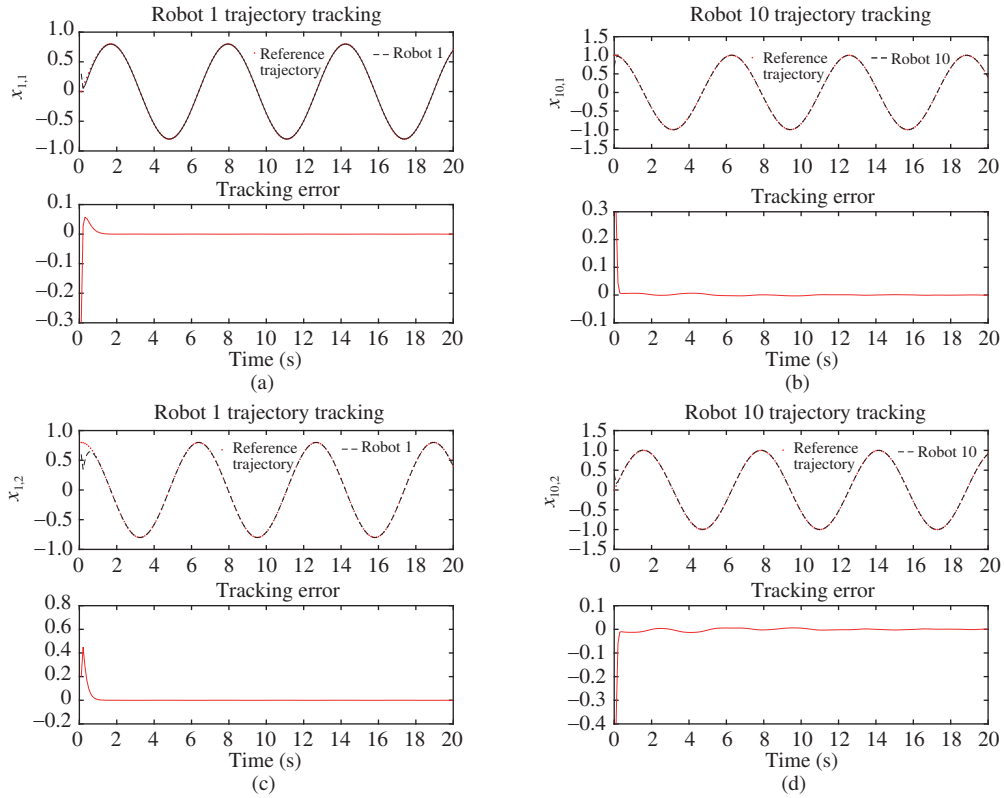 Robot 1 trajectory tracking
1.0
0.5
0
−0.5
−1.0
x1,1
Reference trajectory
Robot 1
0 2 4 6 8 10 12 14 16 18 20
Tracking error
0.1
0
−0.1
−0.2
−0.3
0 2 4 6 8 10 12 14 16 18 20
Time (s)
(a)
Robot 10 trajectory tracking
1.5
1.0
0.5
0
−0.5
−1.0
−1.5
x10,1
Reference
trajectory
Robot 10
0 2 4 6 8 10 12 14 16 18 20
Tracking error
0.3
0.2
0.1
0
−0.1
0 2 4 6 8 10 12 14 16 18 20
Time (s)
(b)
Robot 1 trajectory tracking
1.0
0.5
0
−0.5
−1.0
x1,2
Reference
trajectory
Robot 1
0 2 4 6 8 10 12 14 16 18 20
Tracking error
0.8
0.6
0.4
0.2
0
−0.2
0 2 4 6 8 10 12 14 16 18 20
Time (s)
(c)
Robot 10 trajectory tracking
1.5
1.0
0.5
0
−0.5
−1.0
−1.5
x10,2
Reference
trajectory
Robot 10
0 2 4 6 8 10 12 14 16 18 20
Tracking error
0.1
0
−0.1
−0.2
−0.3
−0.4
0 2 4 6 8 10 12 14 16 18 20
Time (s)
(d)